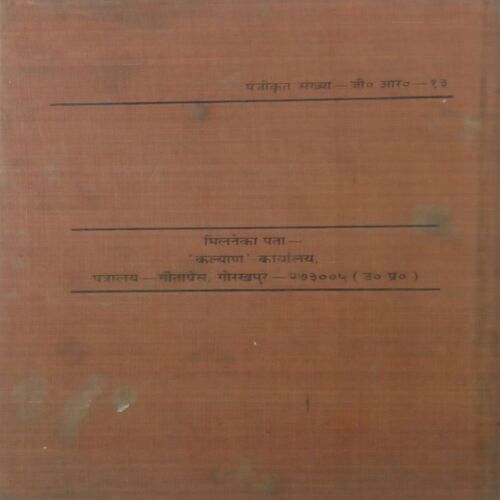 पंजीकृत संख्या—जी० आर०—१३
मिलनेका पता—
'कल्याण' कार्यालय,
पत्रालय—गीताप्रेस, गोरखपुर—२७३००५ ( उ० प्र० )